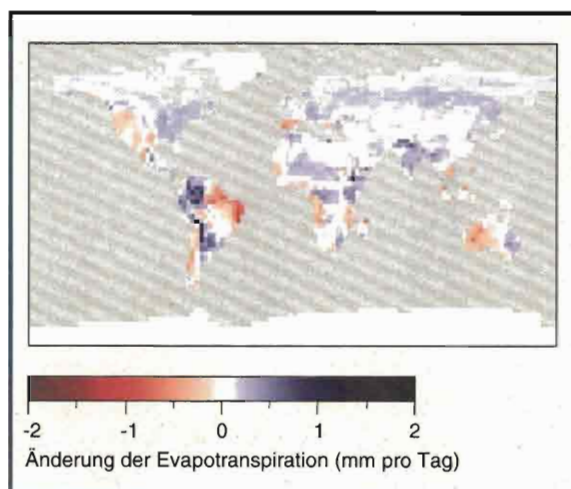 -2 -1 0 1 2
Änderung der Evapotranspiration (mm pro Tag)